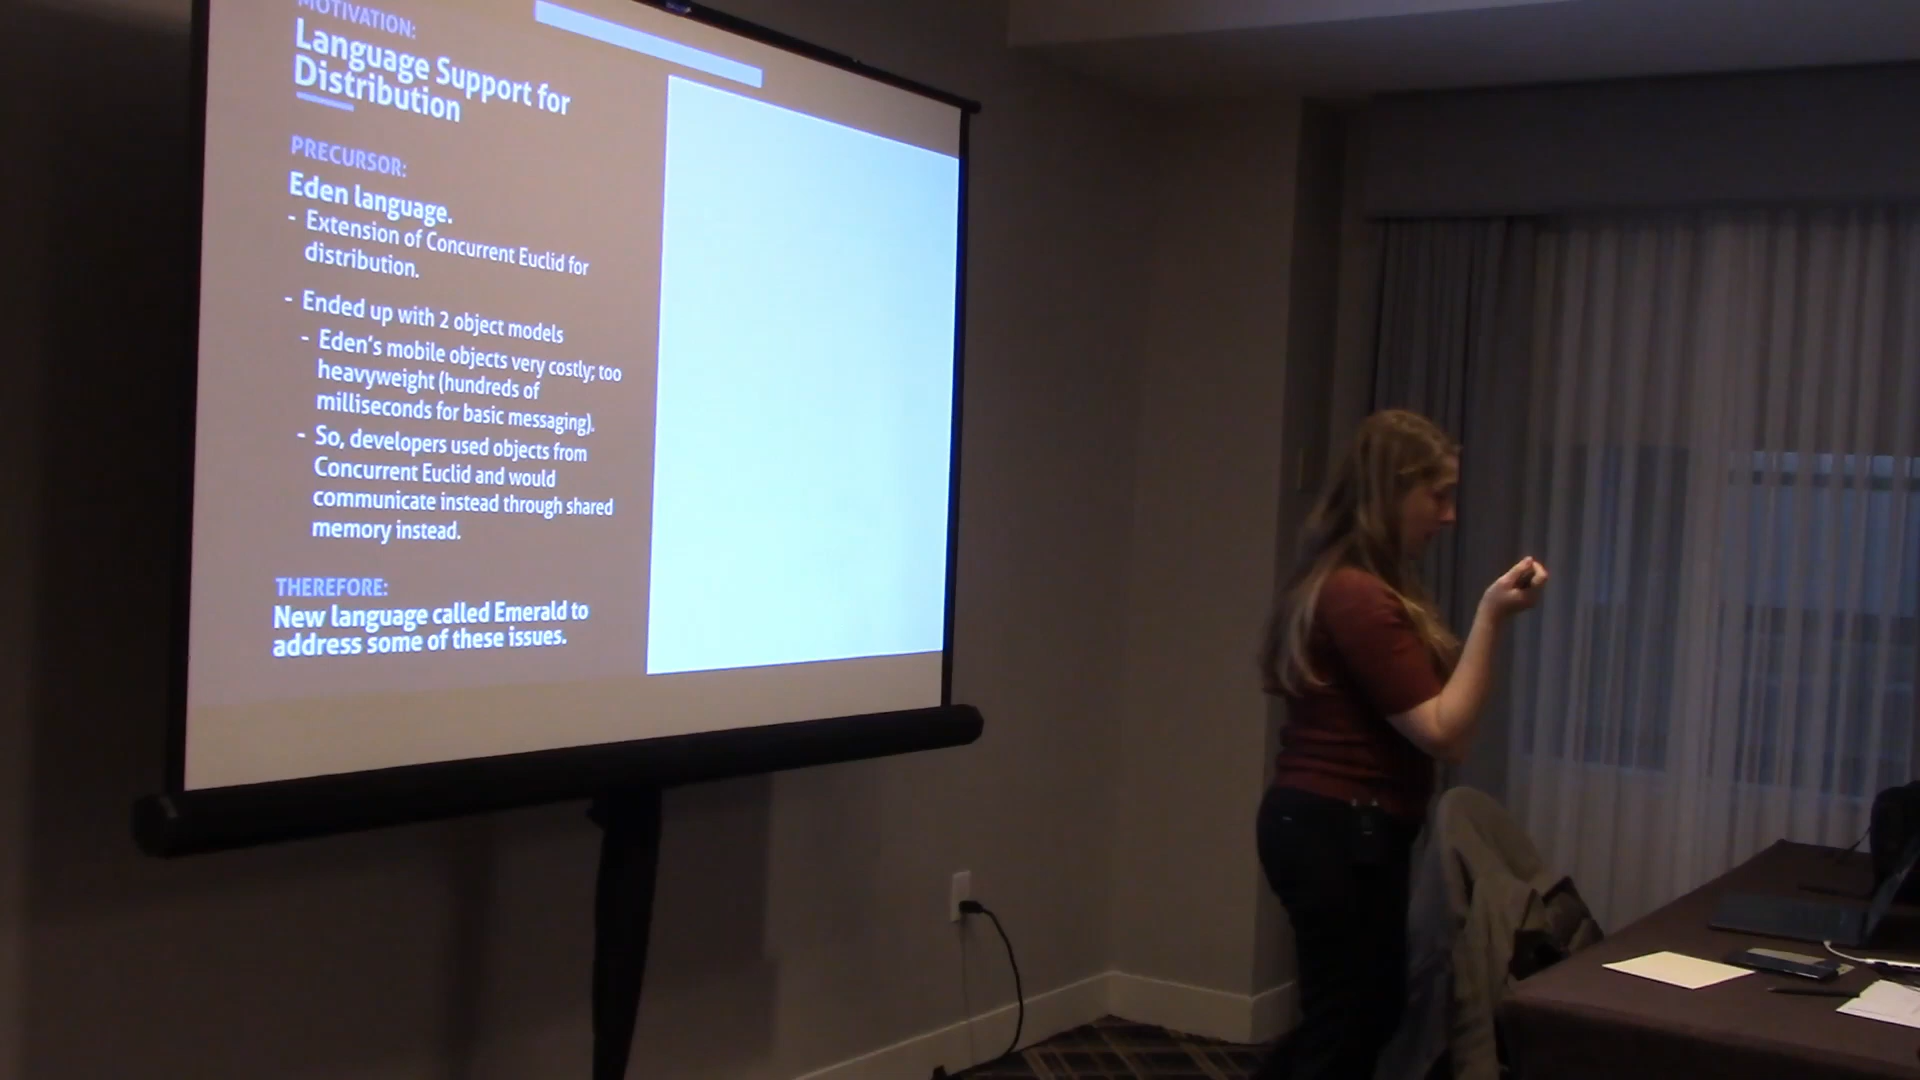 MOTIVATION:
Language Support for
Distribution
PRECURSOR:
Eden language.
- Extension of Concurrent Euclid for
distribution.
- Ended up with 2 object models
- Eden's mobile objects very costly; too
heavyweight (hundreds of
milliseconds for basic messaging).
- So, developers used objects from
Concurrent Euclid and would
communicate instead through shared
memory instead.
THEREFORE:
New language called Emerald to
address some of these issues.